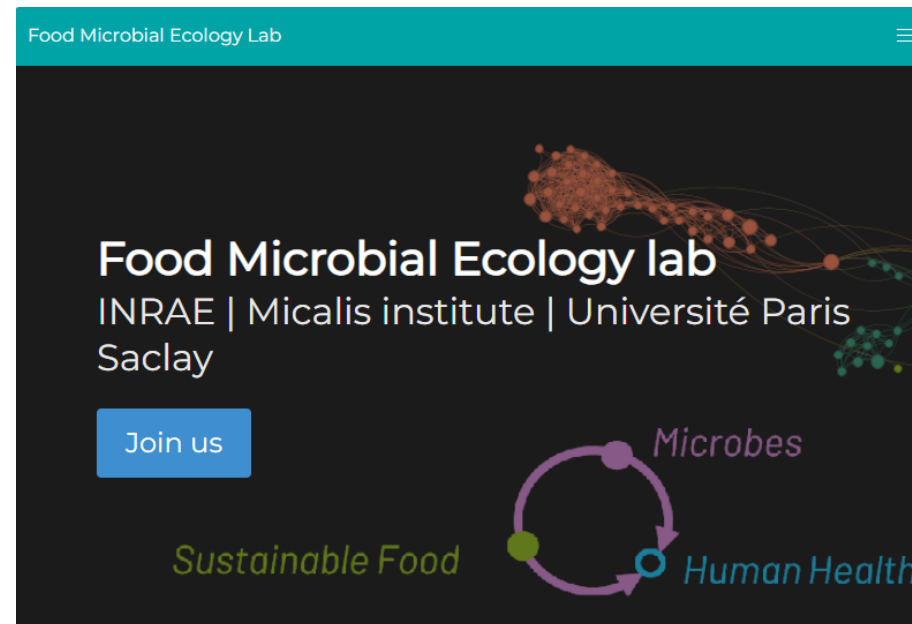 Food Microbial Ecology Lab
Food Microbial Ecology lab
INRAE | Micalis institute | Université Paris
Saclay
Join us
Microbes
Sustainable Food
Human Health